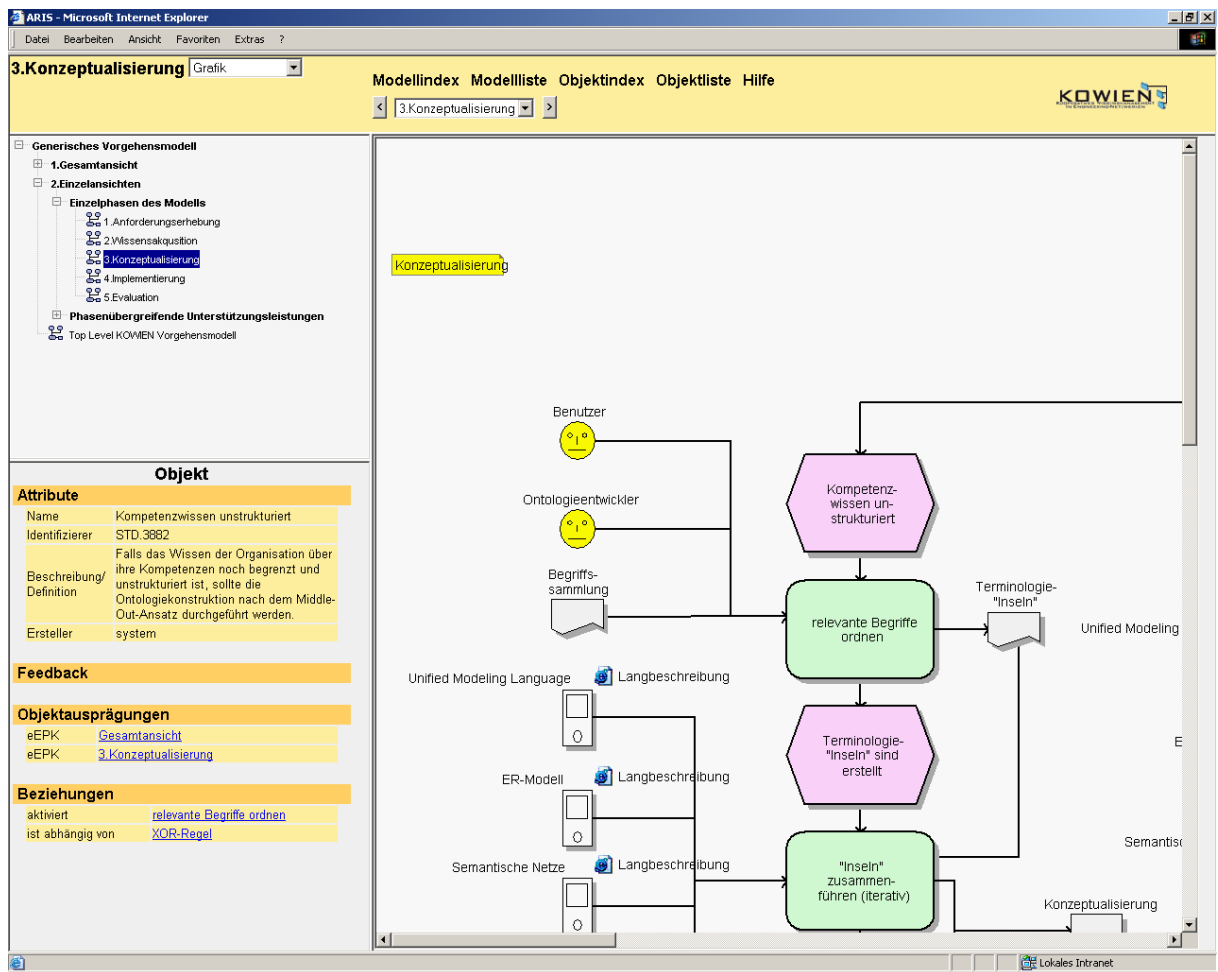 ARIS - Microsoft Internet Explorer
Datei Bearbeiten Ansicht Favoriten Extras ?
3.Konzeptualisierung Grafik
Modellindex Modellliste Objektindex Objektliste Hilfe
< 3.Konzeptualisierung >
KOWIEN
Generisches Vorgehensmodell
1.Gesamtansicht
2.Einzelansichten
Einzelphasen des Modells
1.Anforderungserhebung
2.Wissensakqusition
3.Konzeptualisierung
4.Implementierung
5.Evaluation
Phasenübergreifende Unterstützungsleistungen
Top Level KOWIEN Vorgehensmodell
Objekt
Attribute
Name Kompetenzwissen unstrukturiert
Identifizierer STD.3882
Beschreibung/
Definition
Falls das Wissen der Organisation über
ihre Kompetenzen noch begrenzt und
unstrukturiert ist, sollte die
Ontologiekonstruktion nach dem Middle-
Out-Ansatz durchgeführt werden.
Ersteller system
Feedback
Objektausprägungen
eEPK Gesamtansicht
eEPK 3.Konzeptualisierung
Beziehungen
aktiviert relevante Begriffe ordnen
ist abhängig von XOR-Regel
Konzeptualisierung
Benutzer
Ontologieentwickler
Begriffs-
sammlung
Kompetenz-
wissen un-
strukturiert
relevante Begriffe
ordnen
Terminologie-
"Inseln"
Unified Modeling
Unified Modeling Language Langbeschreibung
Terminologie-
"Inseln" sind
erstellt
E
ER-Modell Langbeschreibung
Semantisc
Semantische Netze Langbeschreibung
"Inseln"
zusammen-
führen (iterativ)
Konzeptualisierung
Lokales Intranet